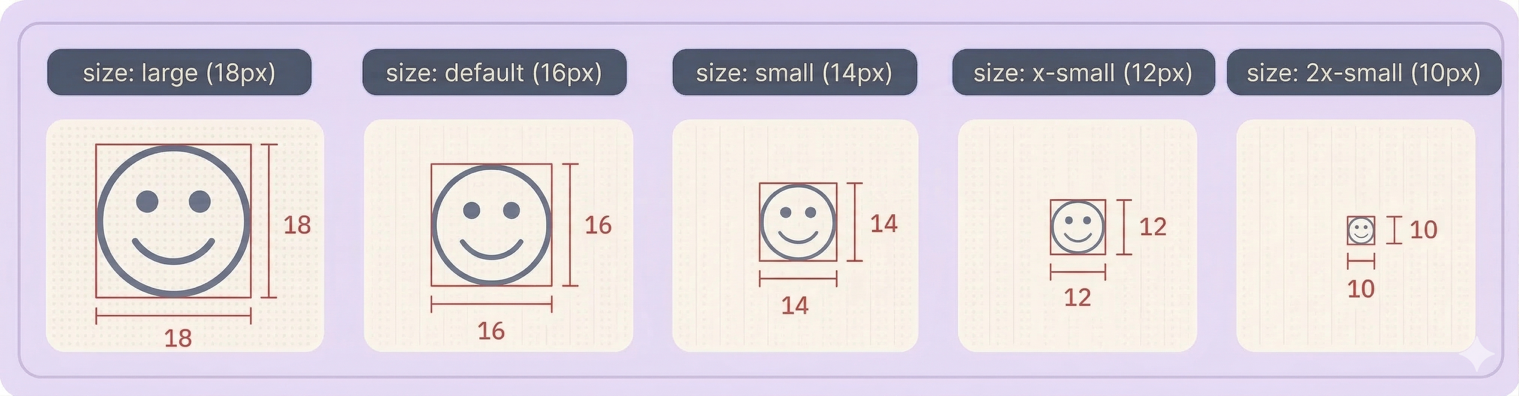 size: large (18px)
size: default (16px)
size: small (14px)
size: x-small (12px)
size: 2x-small (10px)
18
18
16
16
14
14
12
12
10
10